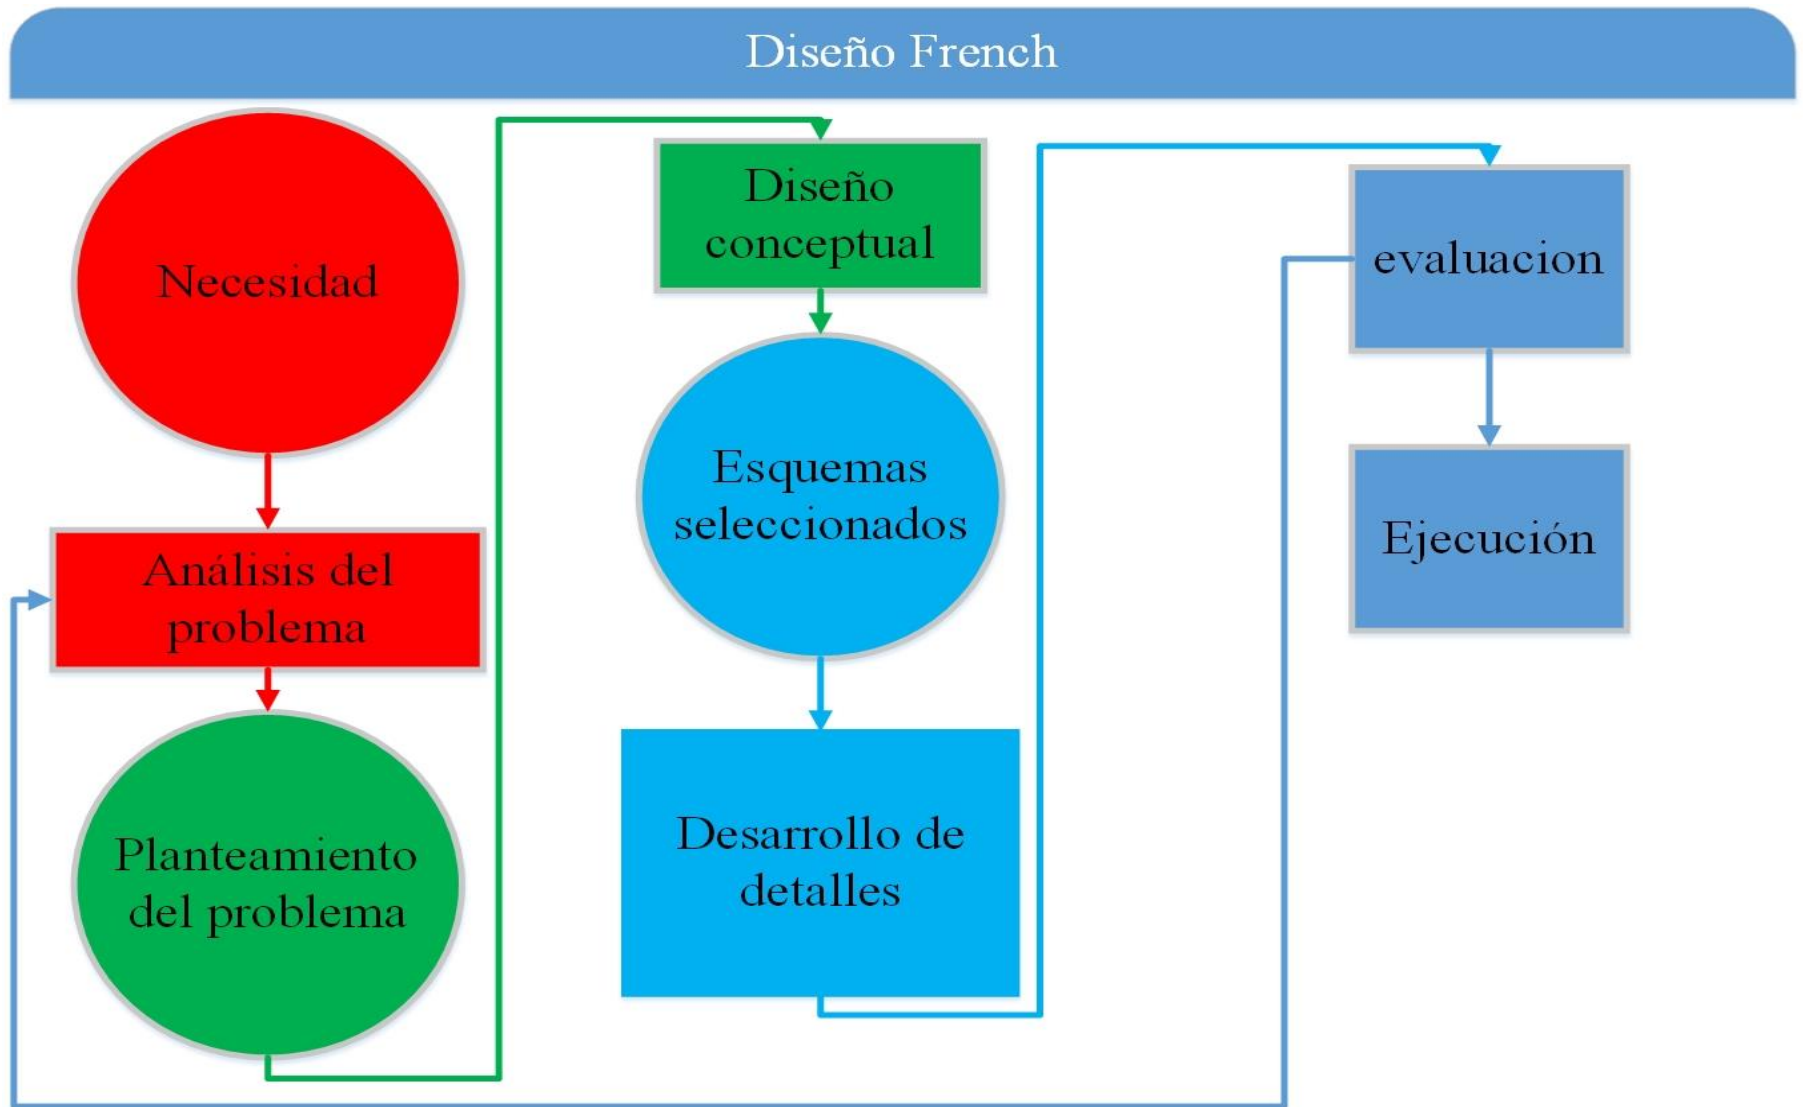 Diseño French
Necesidad
Análisis del
problema
Planteamiento
del problema
Diseño
conceptual
Esquemas
seleccionados
Desarrollo de
detalles
evaluacion
Ejecución